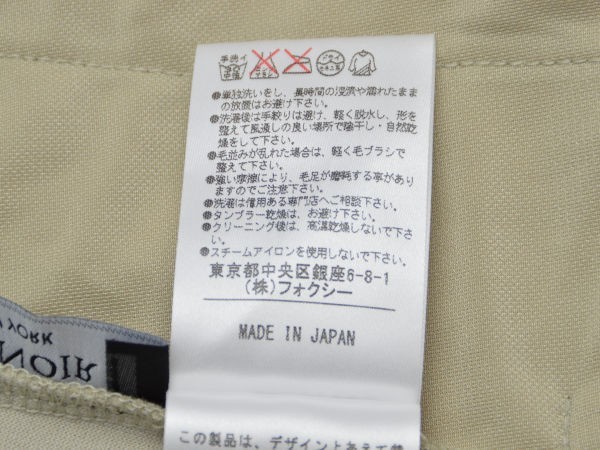 手洗イ
●単独洗いをし、長時間の浸漬や濡れたまま
の放置はお避け下さい。
●洗濯後は手絞りは避け、軽く脱水し、形を
整えて風通しの良い場所で陰干し・自然乾
燥をして下さい。
●毛並みが乱れた場合は、軽く毛ブラシで
整えて下さい。
●強い摩擦により、毛足が磨耗する事があり
ますのでご注意下さい。
●洗濯は信用ある専門店へご相談下さい。
●タンブラー乾燥は、お避け下さい。
●クリーニング後は、高温乾燥しないで下さ
い。
●スチームアイロンを使用しないで下さい。
東京都中央区銀座6-8-1
(株)フォクシー
MADE IN JAPAN
YORK
NOIR
この製品は、デザイン上あえて